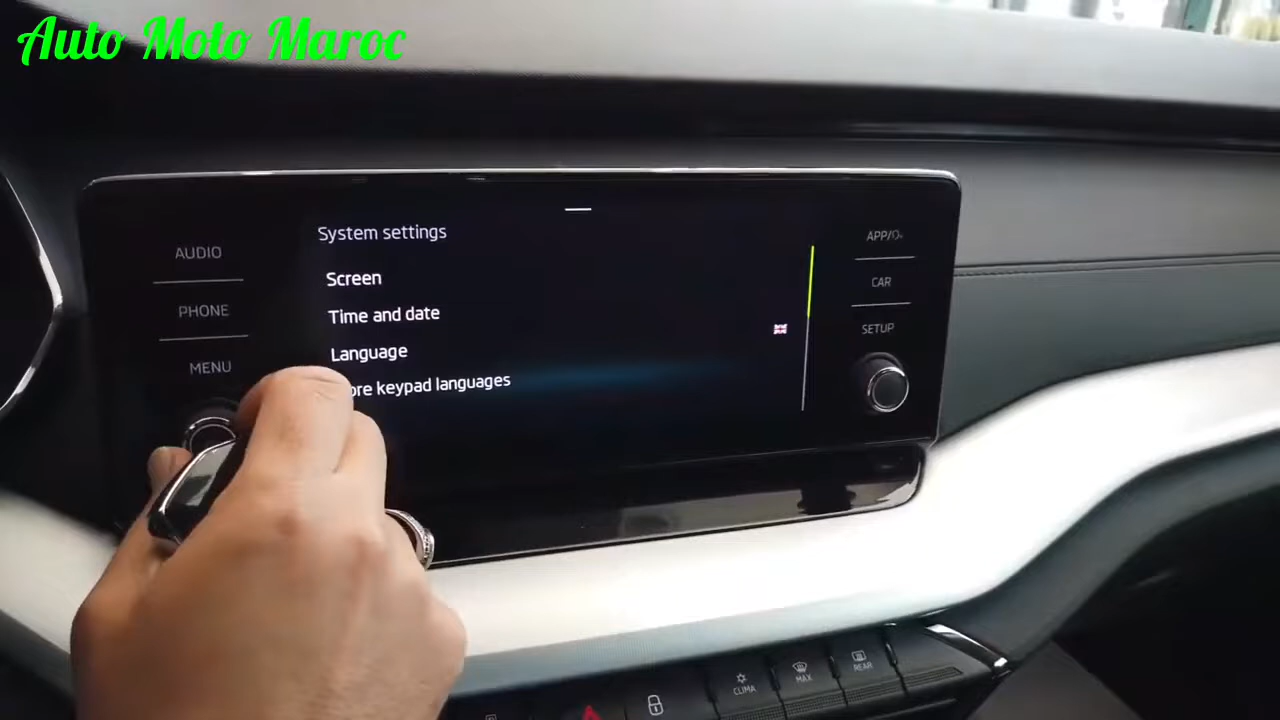 Auto Moto Maroc
System settings
AUDIO
PHONE
MENU
Screen
Time and date
Language
ore keypad languages
APP/
CAR
SETUP
CLIMA
MAX
REAR